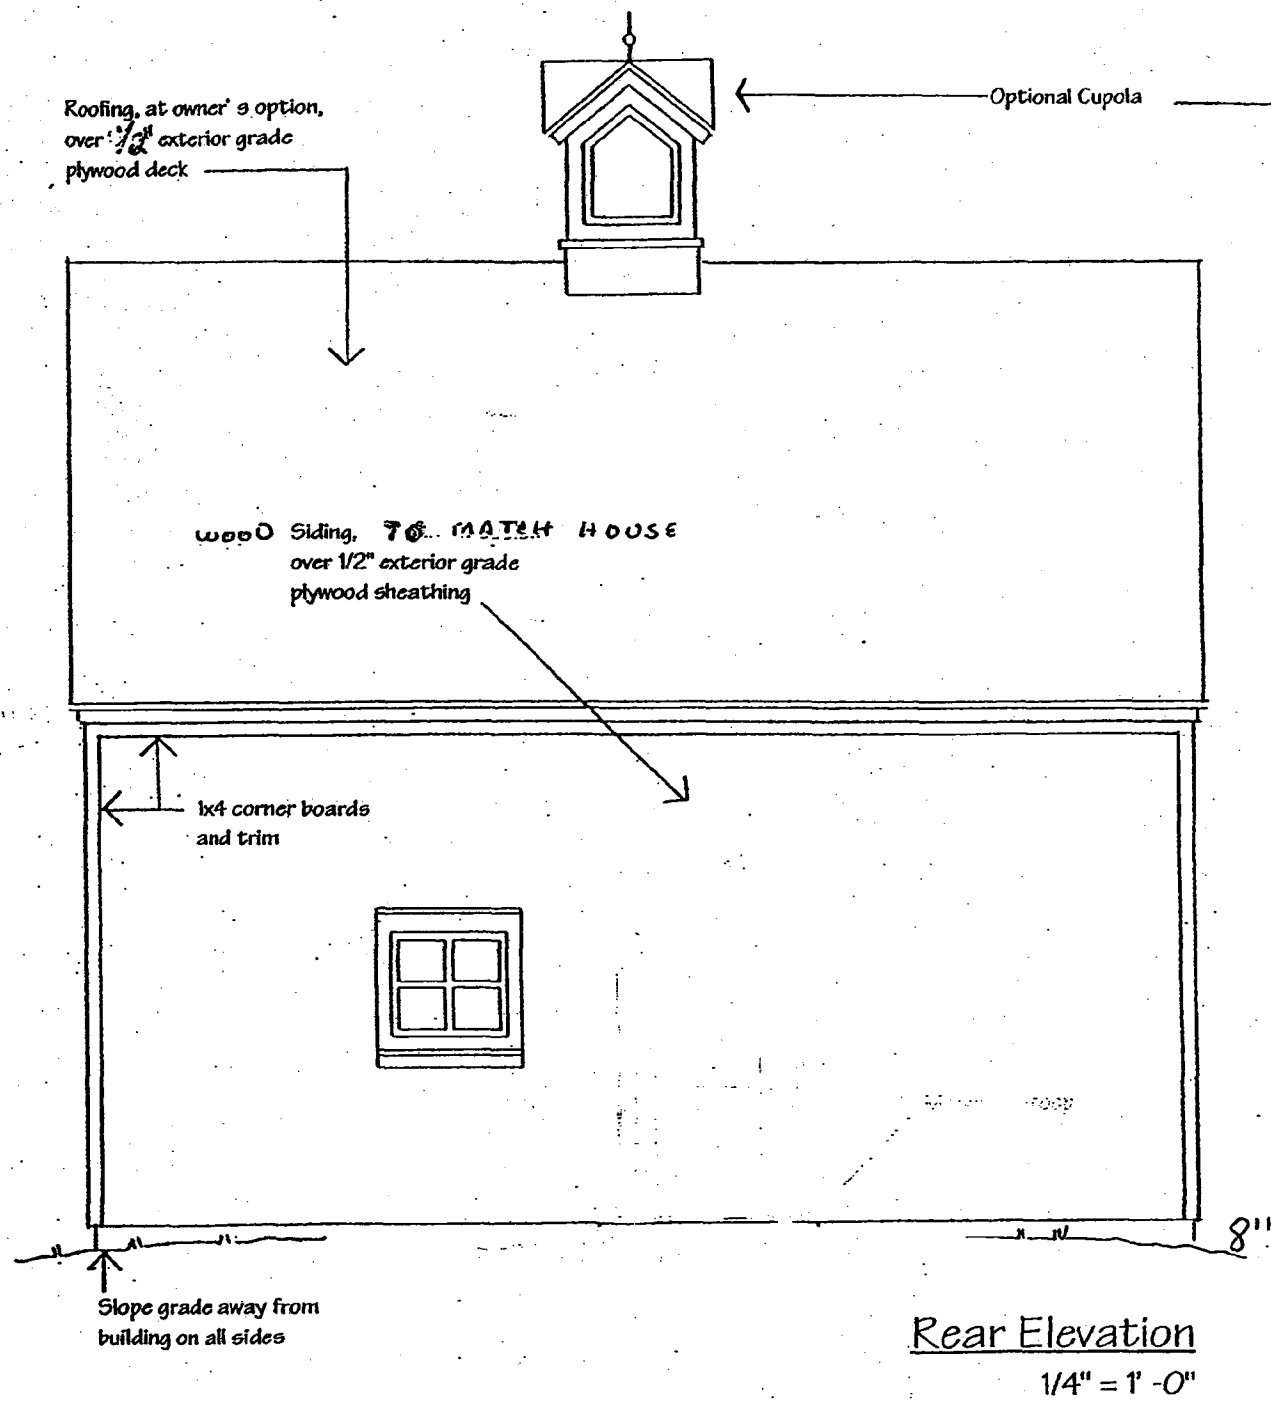 Optional Cupola
Roofing, at owner' s option,
over 1/2" exterior grade
plywood deck
WOOD Siding, TO MATCH HOUSE
over 1/2" exterior grade
plywood sheathing
1x4 corner boards
and trim
8"
Slope grade away from
building on all sides
Rear Elevation
1/4" = 1' -0"